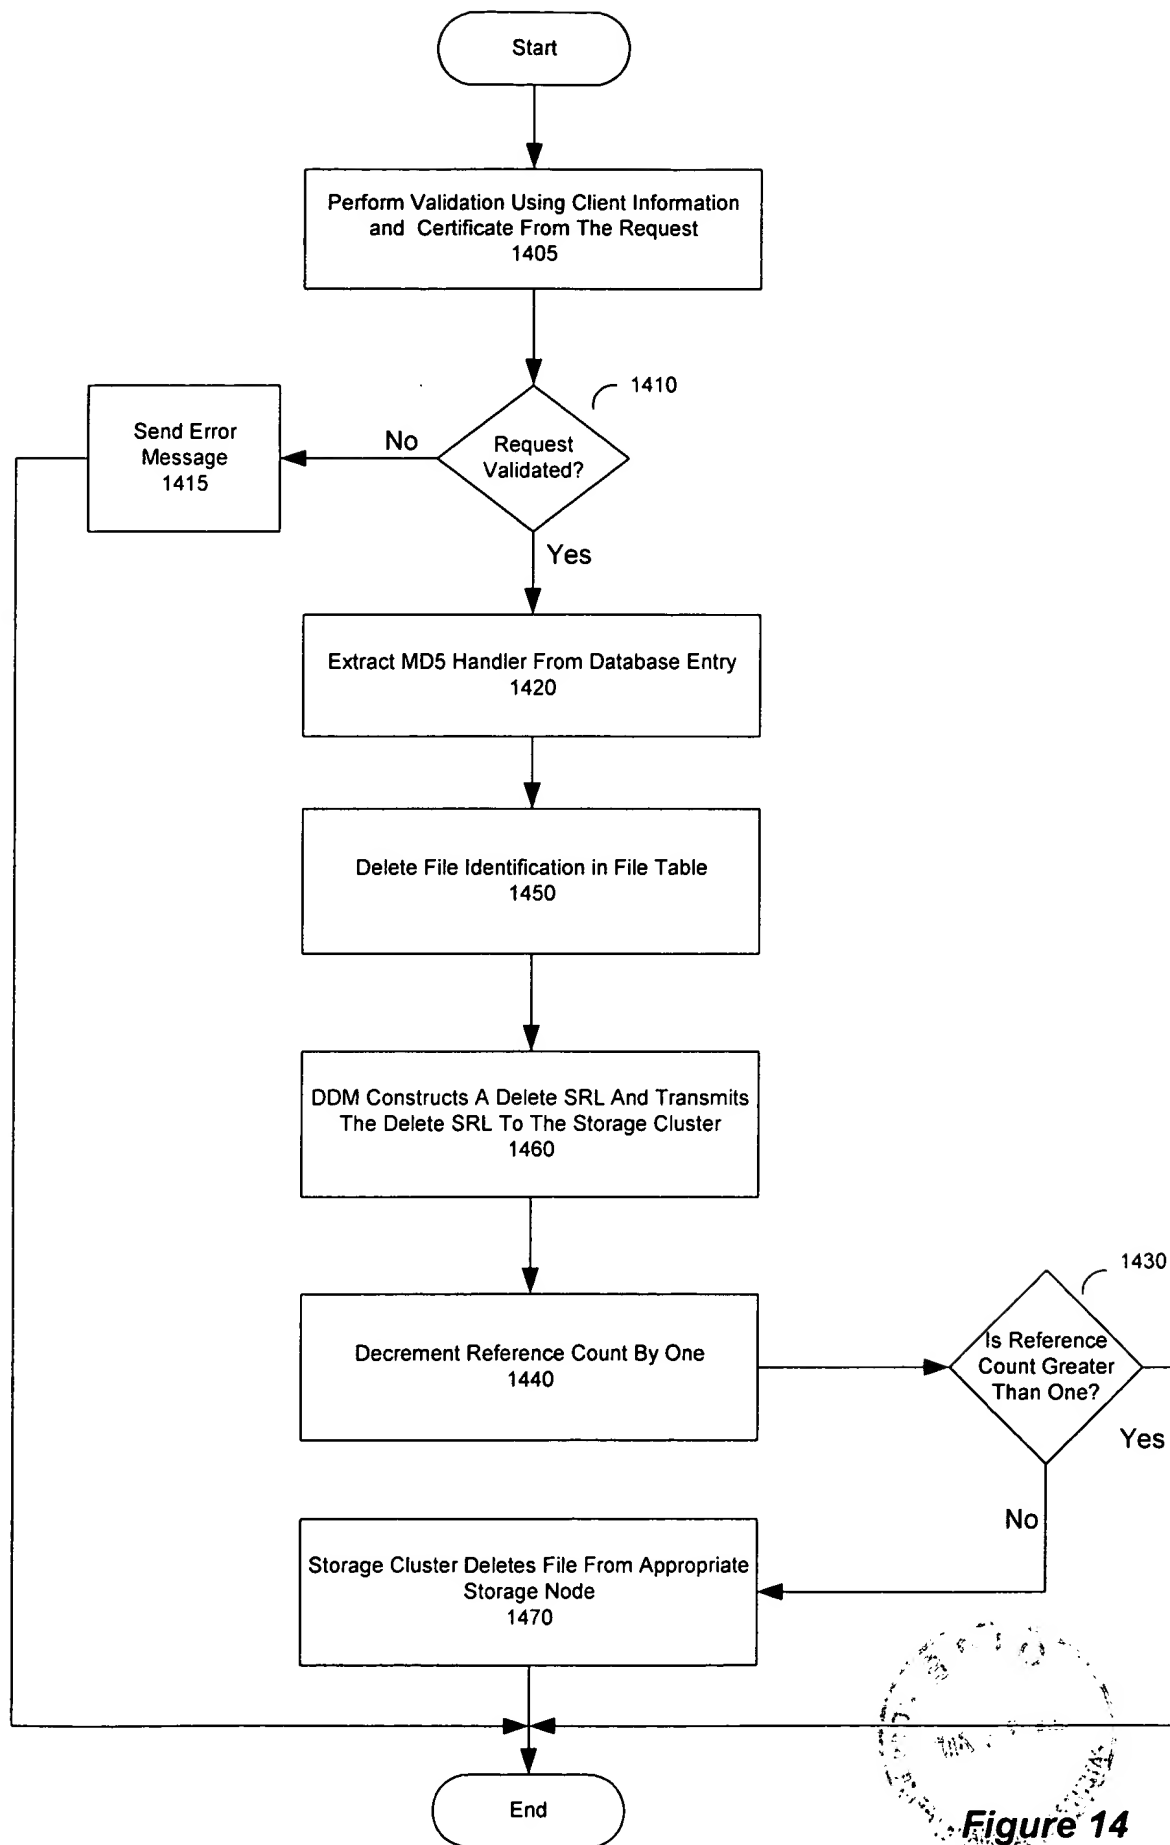 Start
Perform Validation Using Client Information
and Certificate From The Request
1405
1410
Request
Validated?
No
Send Error
Message
1415
Yes
Extract MD5 Handler From Database Entry
1420
Delete File Identification in File Table
1450
DDM Constructs A Delete SRL And Transmits
The Delete SRL To The Storage Cluster
1460
Decrement Reference Count By One
1440
1430
Is Reference
Count Greater
Than One?
Yes
No
Storage Cluster Deletes File From Appropriate
Storage Node
1470
End
Figure 14